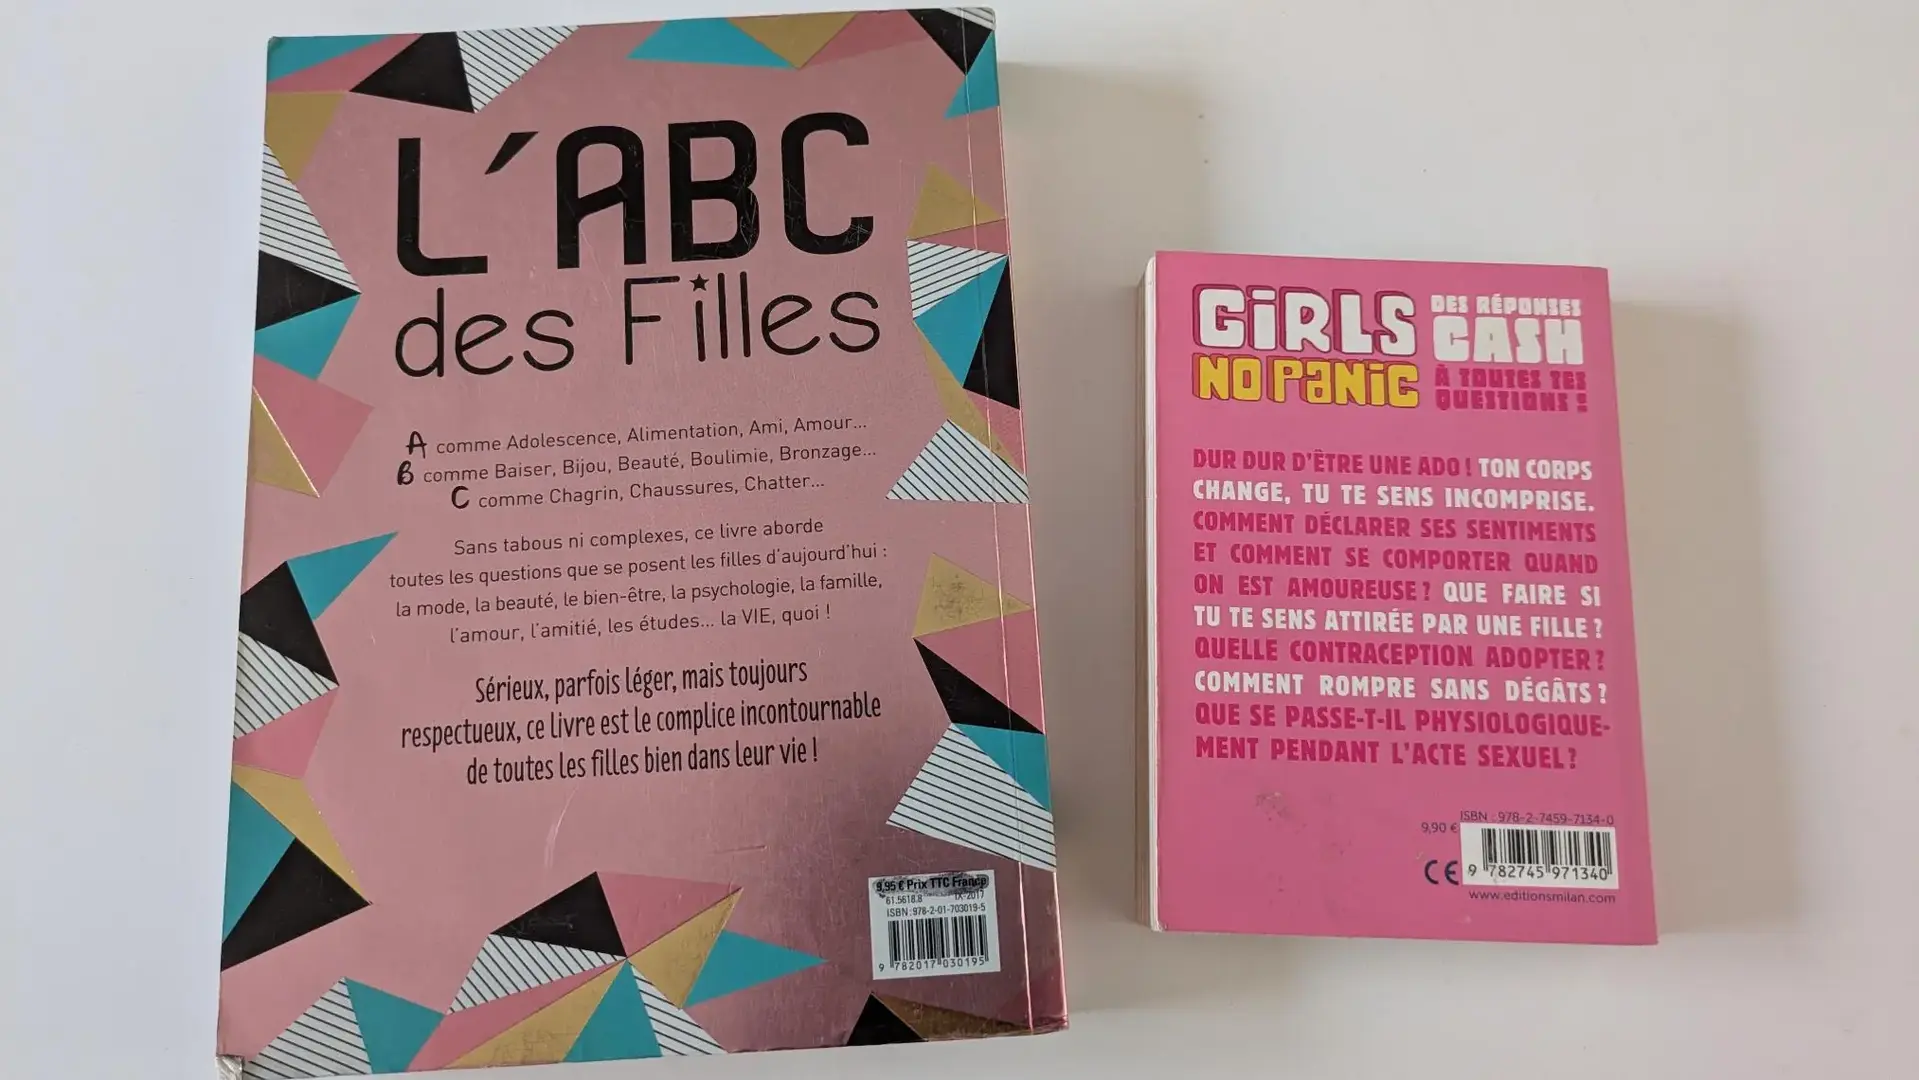 L'ABC
des Filles
A comme Adolescence, Alimentation, Ami, Amour...
B comme Baiser, Bijou, Beauté, Boulimie, Bronzage...
C comme Chagrin, Chaussures, Chatter...
Sans tabous ni complexes, ce livre aborde
toutes les questions que se posent les filles d'aujourd'hui :
la mode, la beauté, le bien-être, la psychologie, la famille,
l'amour, l'amitié, les études... la VIE, quoi !
Sérieux, parfois léger, mais toujours
respectueux, ce livre est le complice incontournable
de toutes les filles bien dans leur vie !
9,95 € Prix TTC France
61.5618.8 IX-2017
ISBN : 978-2-01-703019-5
9 782017 030195
GiRLS
NO PaNiC
DES RÉPONSES
CASH
À TOUTES TES
QUESTIONS !
DUR DUR D'ÊTRE UNE ADO ! TON CORPS
CHANGE, TU TE SENS INCOMPRISE.
COMMENT DÉCLARER SES SENTIMENTS
ET COMMENT SE COMPORTER QUAND
ON EST AMOUREUSE ? QUE FAIRE SI
TU TE SENS ATTIRÉE PAR UNE FILLE ?
QUELLE CONTRACEPTION ADOPTER ?
COMMENT ROMPRE SANS DÉGÂTS ?
QUE SE PASSE-T-IL PHYSIOLOGIQUE-
MENT PENDANT L'ACTE SEXUEL ?
ISBN : 978-2-7459-7134-0
9,90 €
CE
9 782745 971340
www.editionsmilan.com